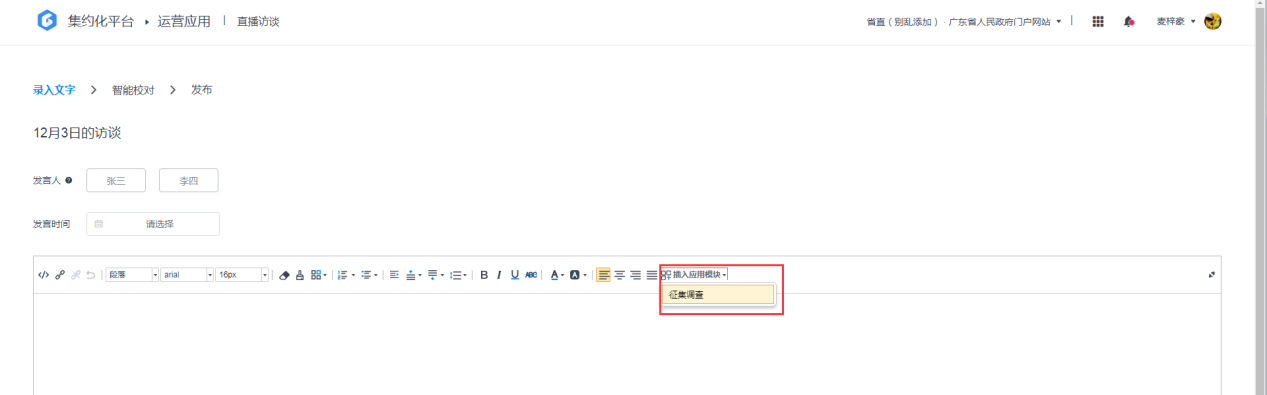 集约化平台 ▸ 运营应用 | 直播访谈 省直（别乱添加）· 广东省人民政府门户网站 ▾ | 麦梓豪 ▾
录入文字 > 智能校对 > 发布
12月3日的访谈
发言人 张三 李四
发言时间 请选择
段落 arial 16px B I U ABC A A 插入应用模块
征集调查